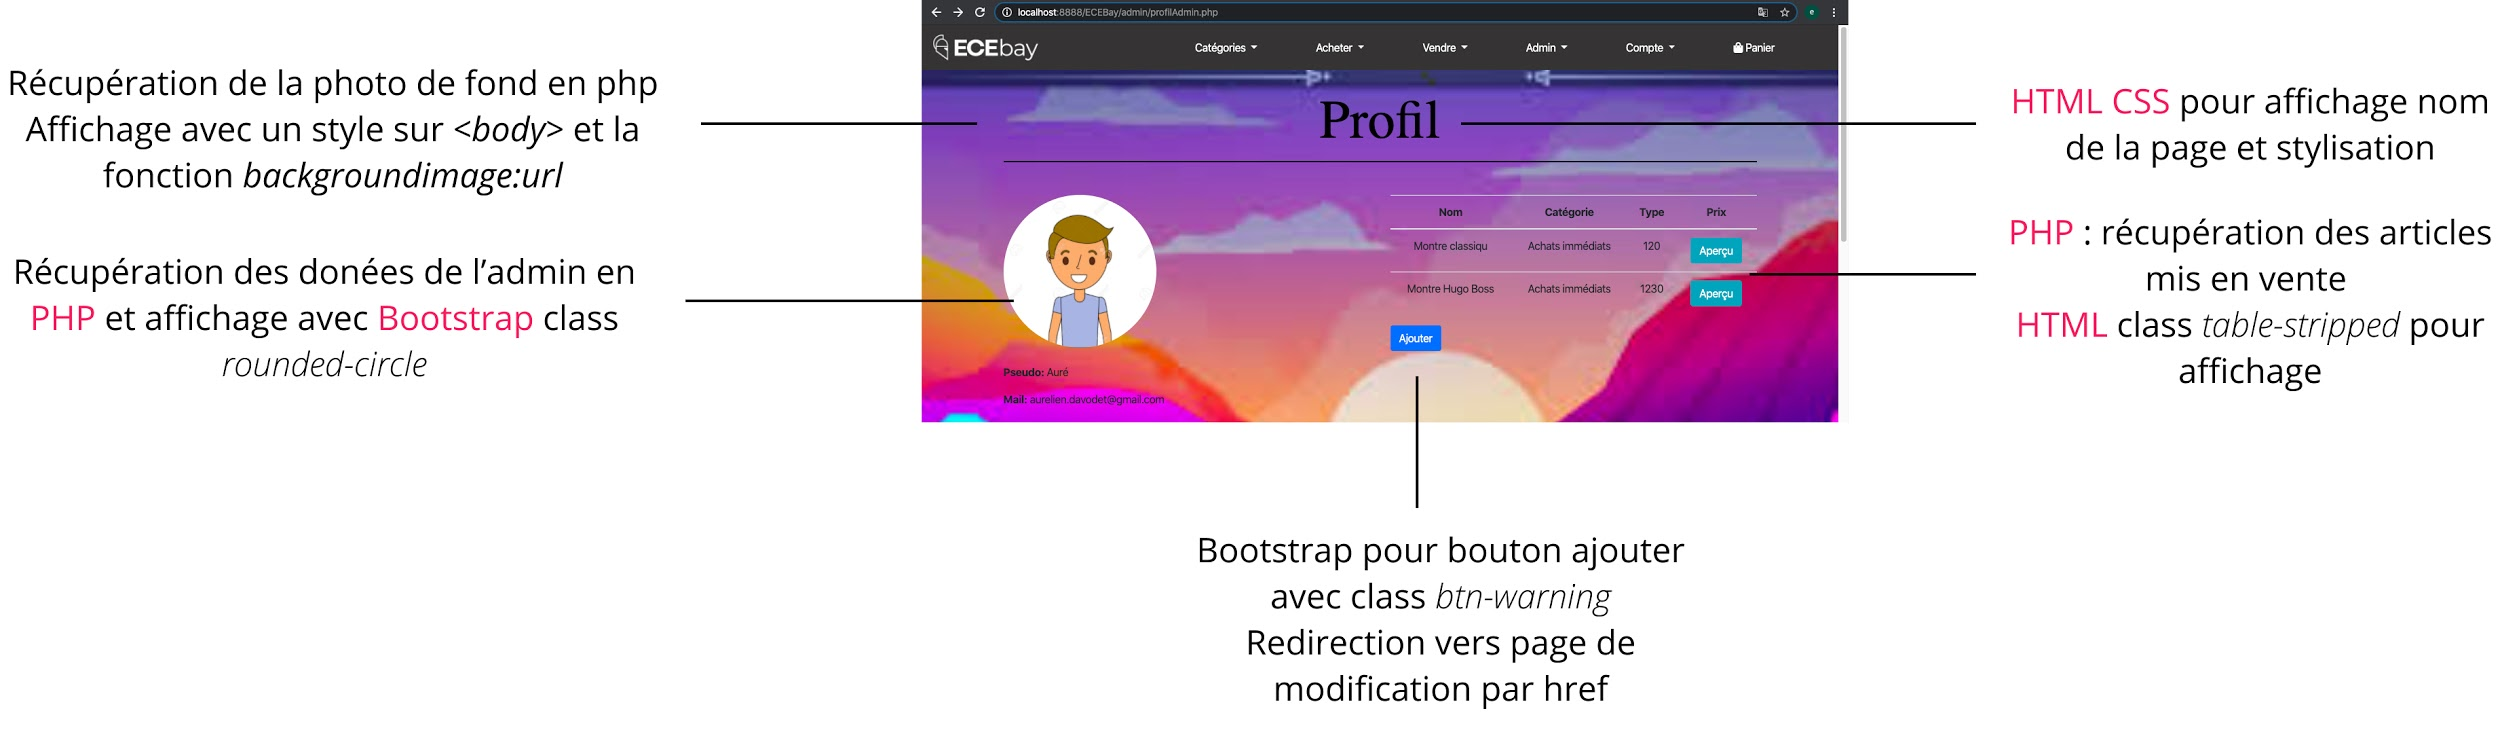 localhost:8888/ECEBay/admin/profilAdmin.php
e
ECEbay
Catégories
Acheter
Vendre
Admin
Compte
Panier
Récupération de la photo de fond en php
Affichage avec un style sur <body> et la
fonction backgroundimage:url
Récupération des donées de l’admin en
PHP et affichage avec Bootstrap class
rounded-circle
Profil
Nom Catégorie Type Prix
Montre classiqu Achats immédiats 120 Aperçu
Montre Hugo Boss Achats immédiats 1230 Aperçu
Ajouter
Pseudo: Auré
Mail: aurelien.davodet@gmail.com
HTML CSS pour affichage nom
de la page et stylisation
PHP : récupération des articles
mis en vente
HTML class table-stripped pour
affichage
Bootstrap pour bouton ajouter
avec class btn-warning
Redirection vers page de
modification par href